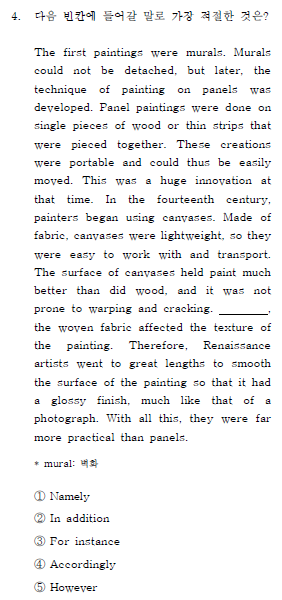 4. 다음 빈칸에 들어갈 말로 가장 적절한 것은?
The first paintings were murals. Murals
could not be detached, but later, the
technique of painting on panels was
developed. Panel paintings were done on
single pieces of wood or thin strips that
were pieced together. These creations
were portable and could thus be easily
moved. This was a huge innovation at
that time. In the fourteenth century,
painters began using canvases. Made of
fabric, canvases were lightweight, so they
were easy to work with and transport.
The surface of canvases held paint much
better than did wood, and it was not
prone to warping and cracking. ________,
the woven fabric affected the texture of
the painting. Therefore, Renaissance
artists went to great lengths to smooth
the surface of the painting so that it had
a glossy finish, much like that of a
photograph. With all this, they were far
more practical than panels.
* mural: 벽화
① Namely
② In addition
③ For instance
④ Accordingly
⑤ However